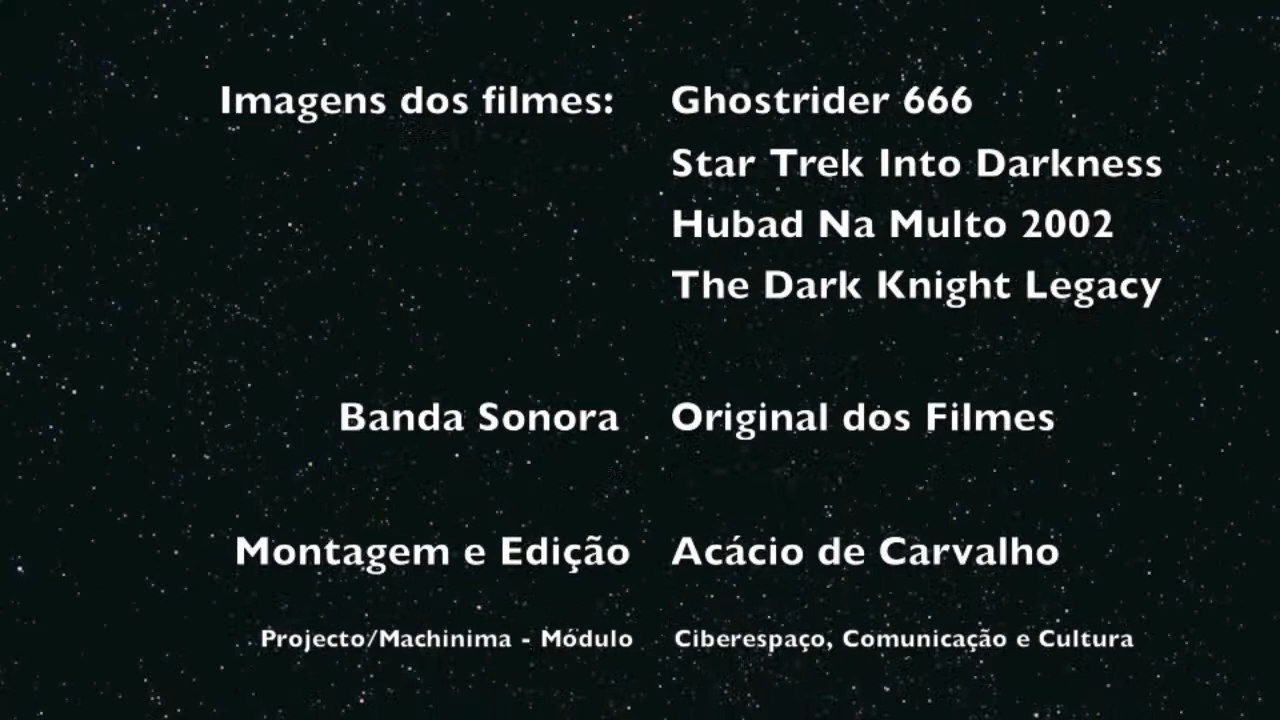 Imagens dos filmes: Ghostrider 666
Star Trek Into Darkness
Hubad Na Multo 2002
The Dark Knight Legacy
Banda Sonora Original dos Filmes
Montagem e Edição Acácio de Carvalho
Projecto/Machinima - Módulo Ciberespaço, Comunicação e Cultura